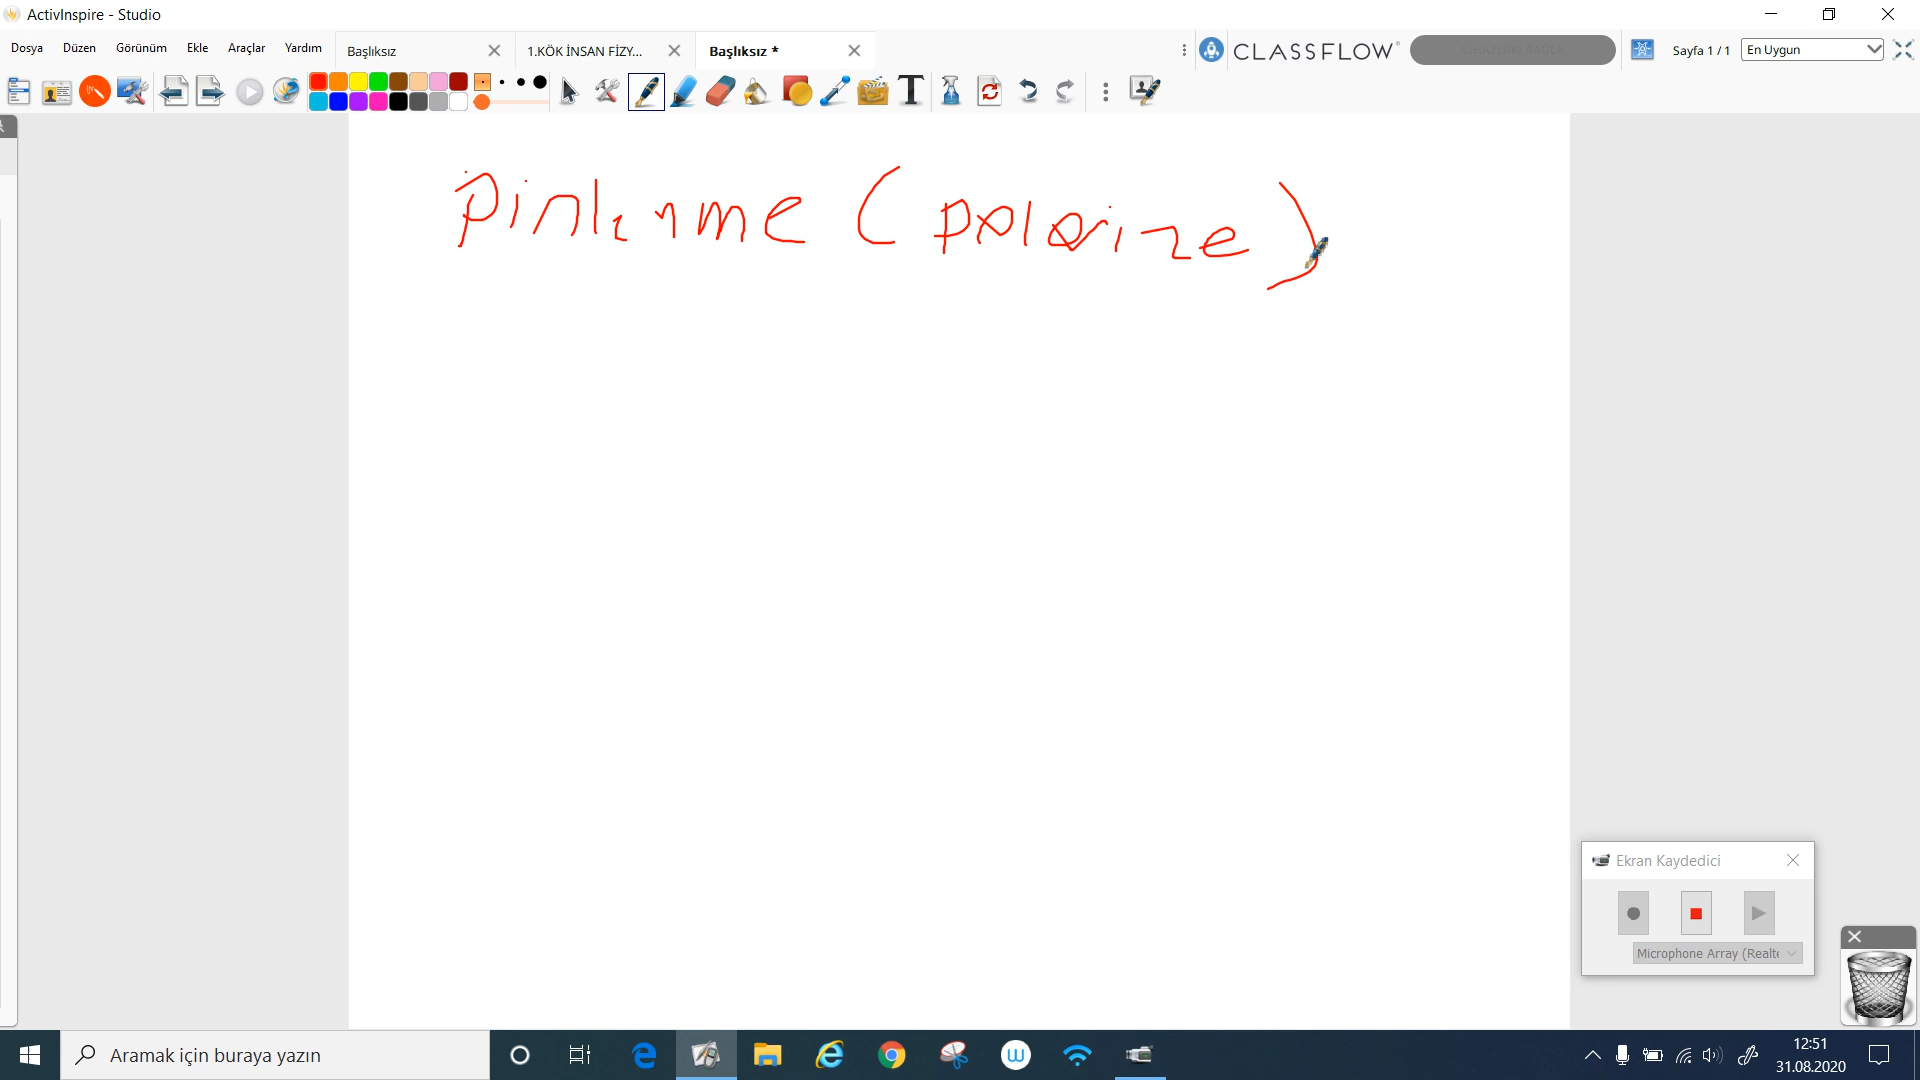 ActivInspire - Studio
Dosya Düzen Görünüm Ekle Araçlar Yardım
Başlıksız
1.KÖK İNSAN FİZY...
Başlıksız *
CLASSFLOW
Sayfa 1 / 1
En Uygun
(polarize)
Ekran Kaydedici
Microphone Array (Realte
Aramak için buraya yazın
12:51
31.08.2020